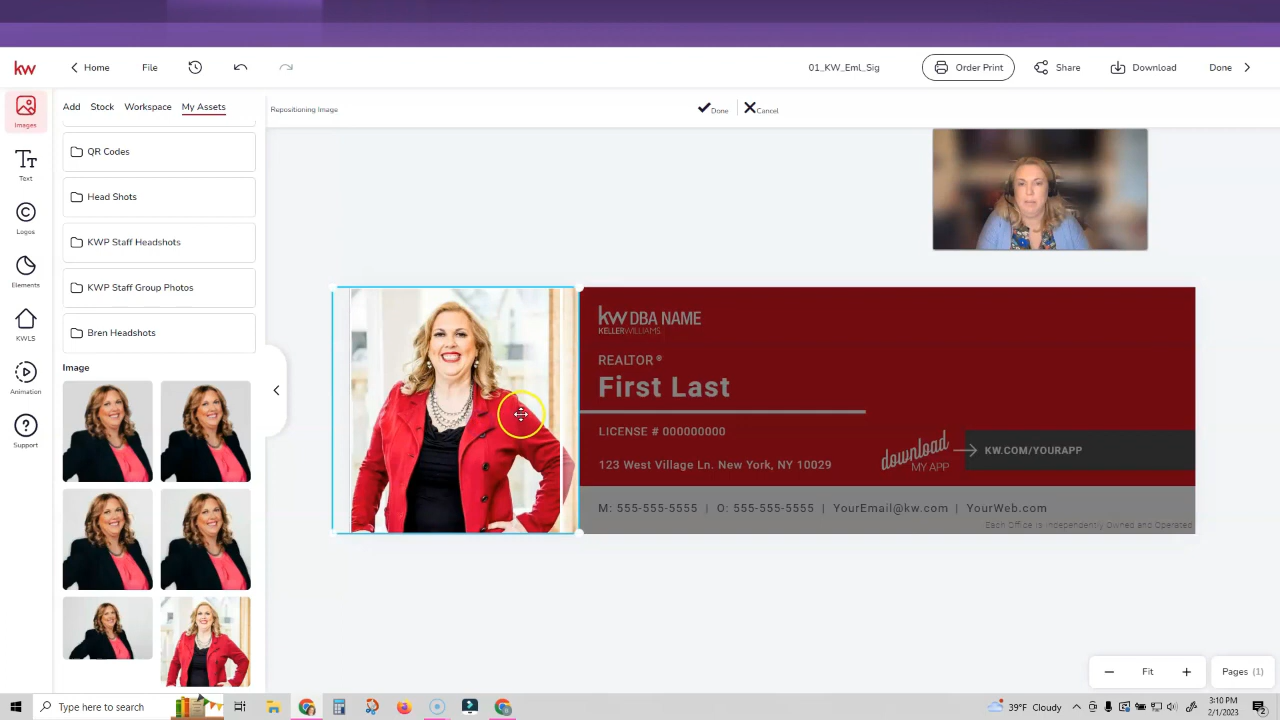 kw
Home
File
01_KW_Eml_Sig
Order Print
Share
Download
Done
Images
Add
Stock
Workspace
My Assets
Repositioning Image
Done
Cancel
Text
Logos
Elements
KWLS
Animation
Support
QR Codes
Head Shots
KWP Staff Headshots
KWP Staff Group Photos
Bren Headshots
Image
kw DBA NAME
KELLERWILLIAMS.
REALTOR®
First Last
LICENSE # 000000000
123 West Village Ln. New York, NY 10029
download
MY APP
KW.COM/YOURAPP
M: 555-555-5555 | O: 555-555-5555 | YourEmail@kw.com | YourWeb.com
Each Office is Independently Owned and Operated
Fit
Pages (1)
Type here to search
39°F Cloudy
3:10 PM
2/1/2023